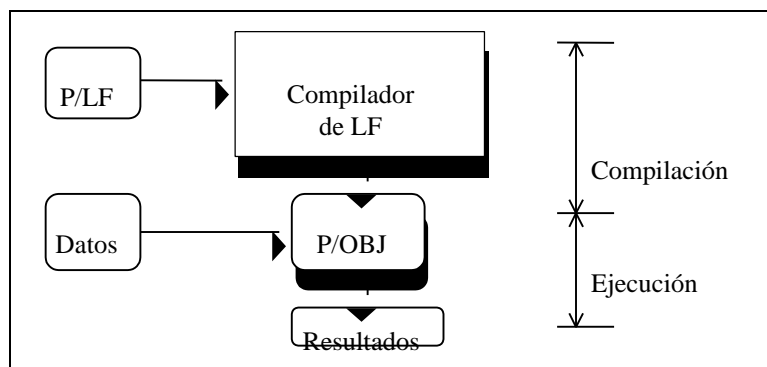 P/LF
Compilador
de LF
Compilación
Datos
P/OBJ
Ejecución
Resultados